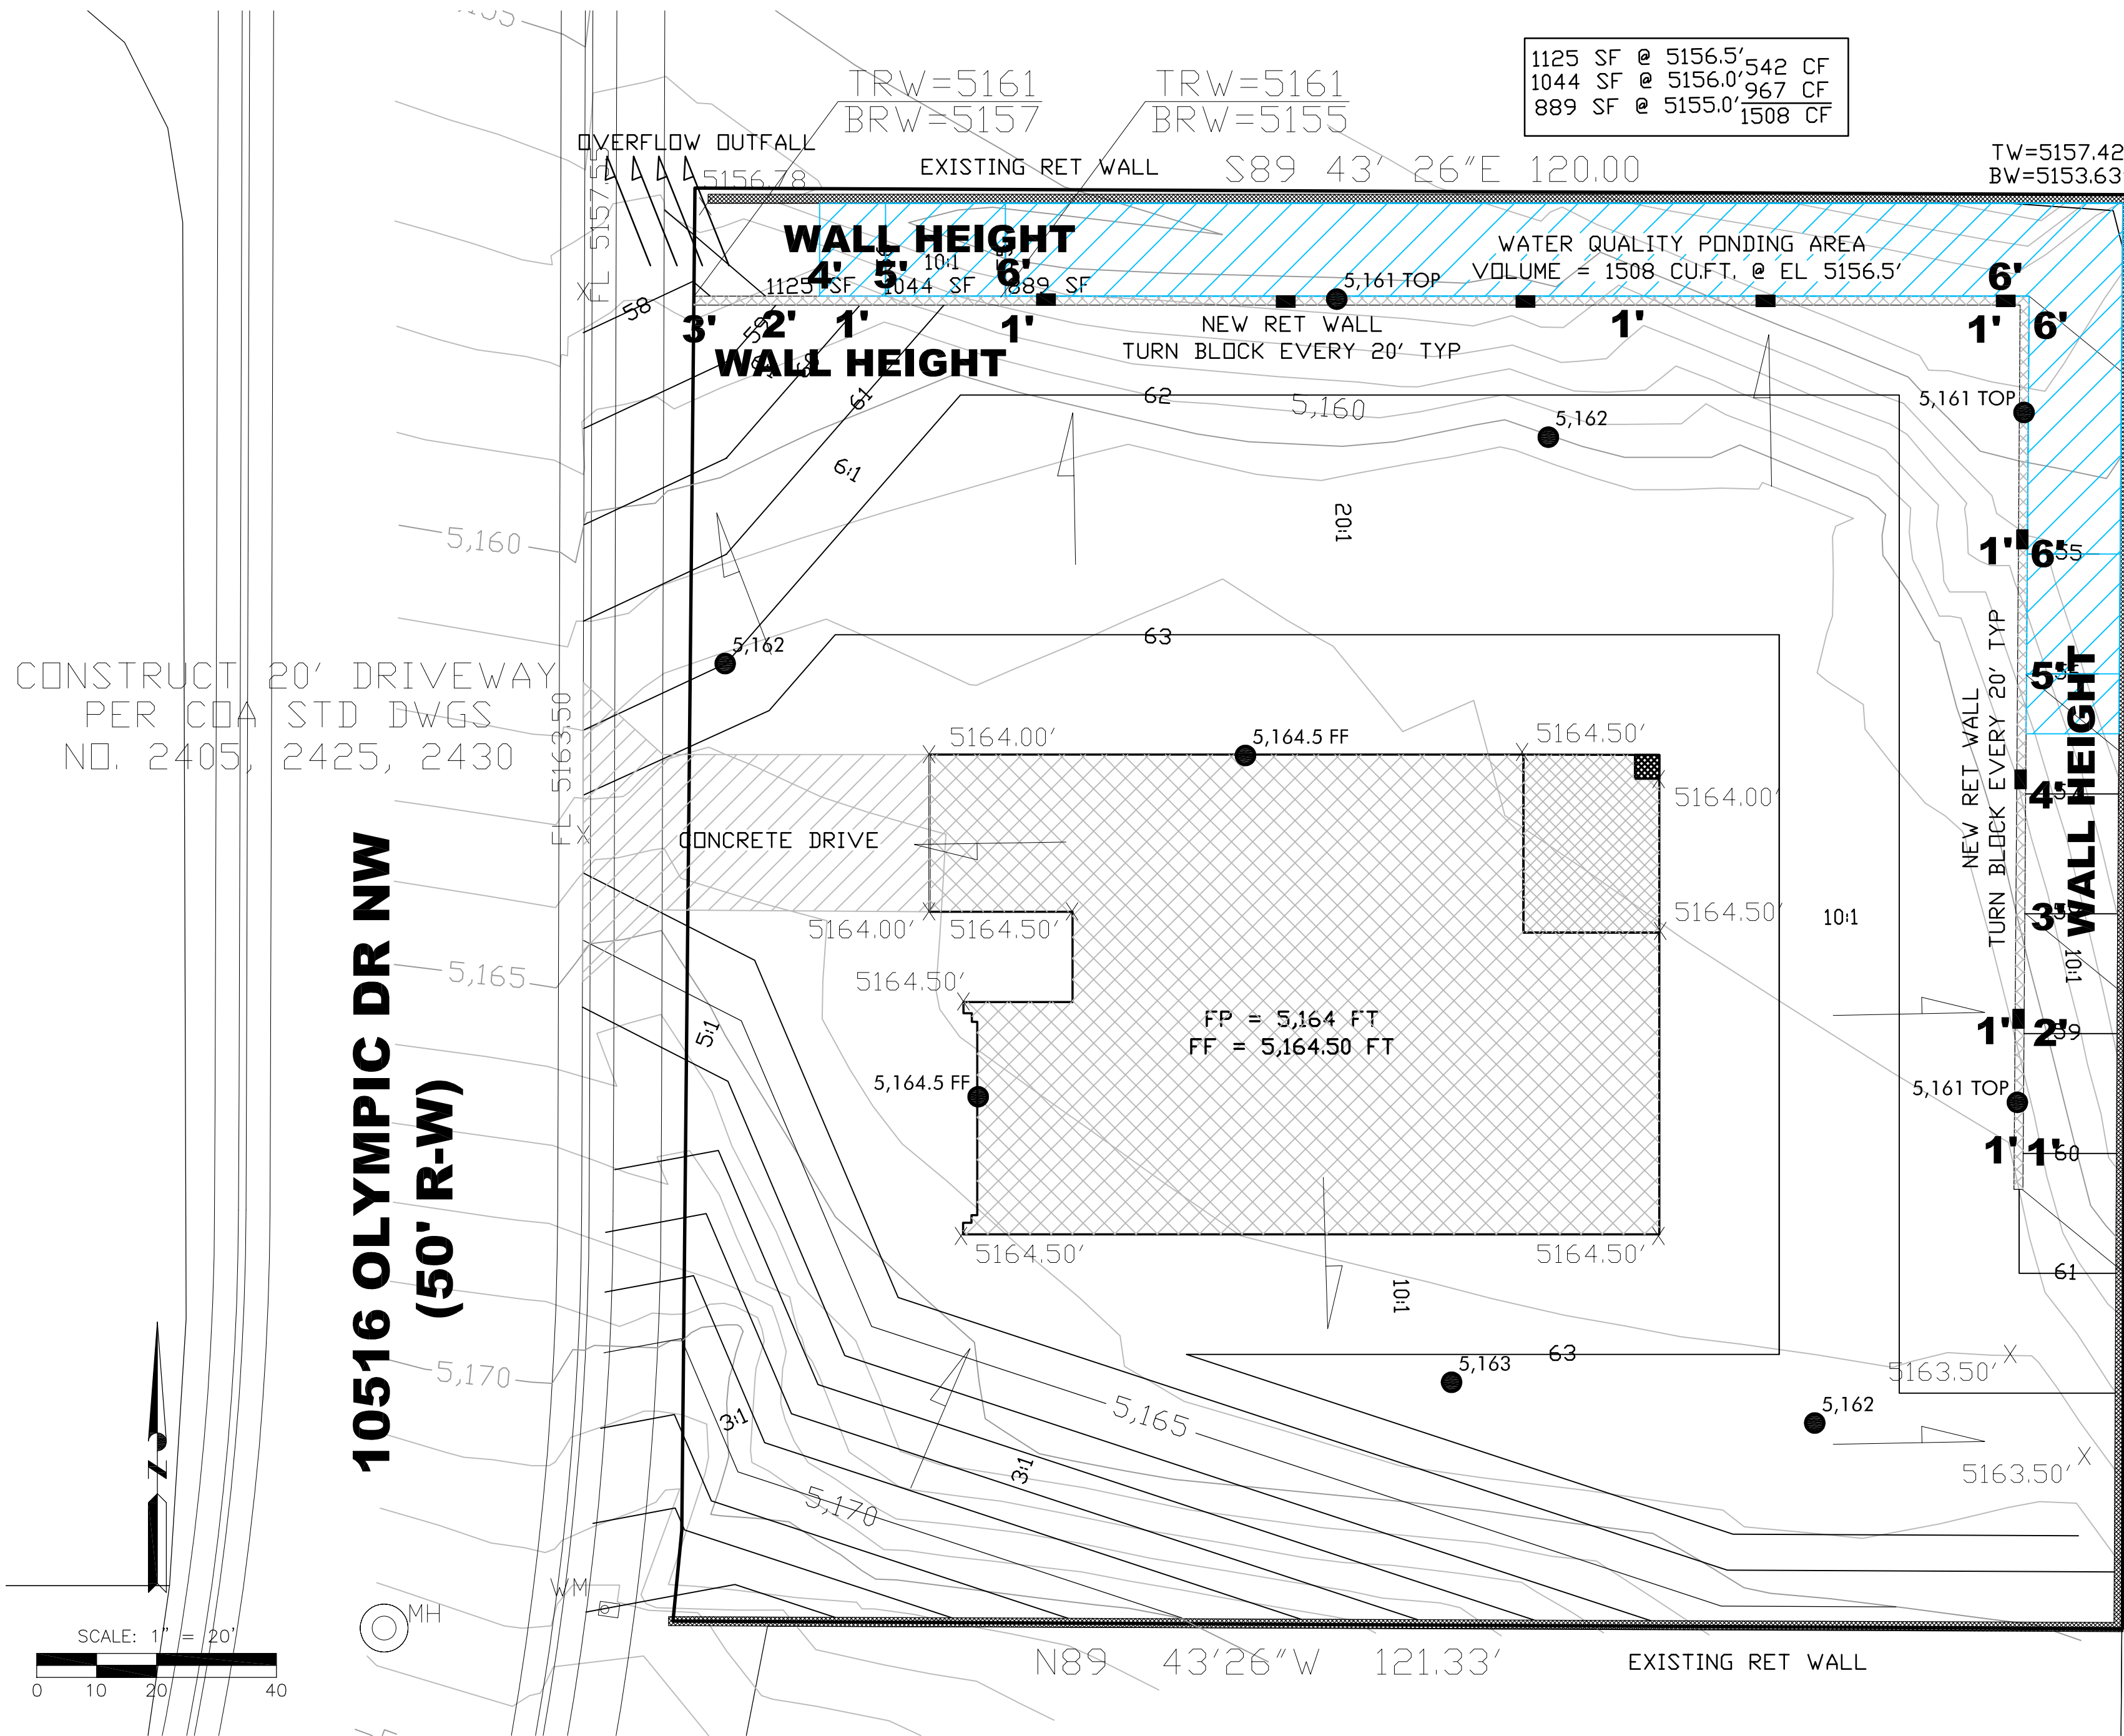 1125 SF @ 5156.5' 542 CF
1044 SF @ 5156.0' 967 CF
889 SF @ 5155.0' 1508 CF
TRW=5161
BRW=5157
TRW=5161
BRW=5155
OVERFLOW OUTFALL
EXISTING RET WALL
S89 43' 26"E 120.00
TW=5157.42
BW=5153.63
5156.78
FL 5157.55
WALL HEIGHT
4' 5' 6'
10:1
1125 SF 1044 SF 889 SF
WATER QUALITY PONDING AREA
VOLUME = 1508 CU.FT. @ EL 5156.5'
6'
5,161 TOP
58
3' 2' 1' 1' 1' 1' 6'
59
WALL HEIGHT
60
NEW RET WALL
TURN BLOCK EVERY 20' TYP
61
62
5,160
5,162
5,161 TOP
6:1
20:1
5,160
1' 6'
5,162
63
CONSTRUCT 20' DRIVEWAY
PER COA STD DWGS
NO. 2405, 2425, 2430
FL 5163.50
NEW RET WALL
TURN BLOCK EVERY 20' TYP
5'
WALL HEIGHT
4'
3'
10:1
5164.00'
5,164.5 FF
5164.50'
5164.00'
CONCRETE DRIVE
5164.00'
5164.50'
5164.50'
10:1
5,165
5164.50'
5:1
FP = 5,164 FT
FF = 5,164.50 FT
1' 2'
59
5,164.5 FF
5,161 TOP
1' 1'
60
5164.50'
5164.50'
61
10516 OLYMPIC DR NW
(50' R-W)
10:1
5,170
63
5,163
5163.50'
5,162
5,165
3:1
3:1
5163.50'
5,170
N
WM
MH
SCALE: 1" = 20'
0 10 20 40
N89 43'26"W 121.33'
EXISTING RET WALL